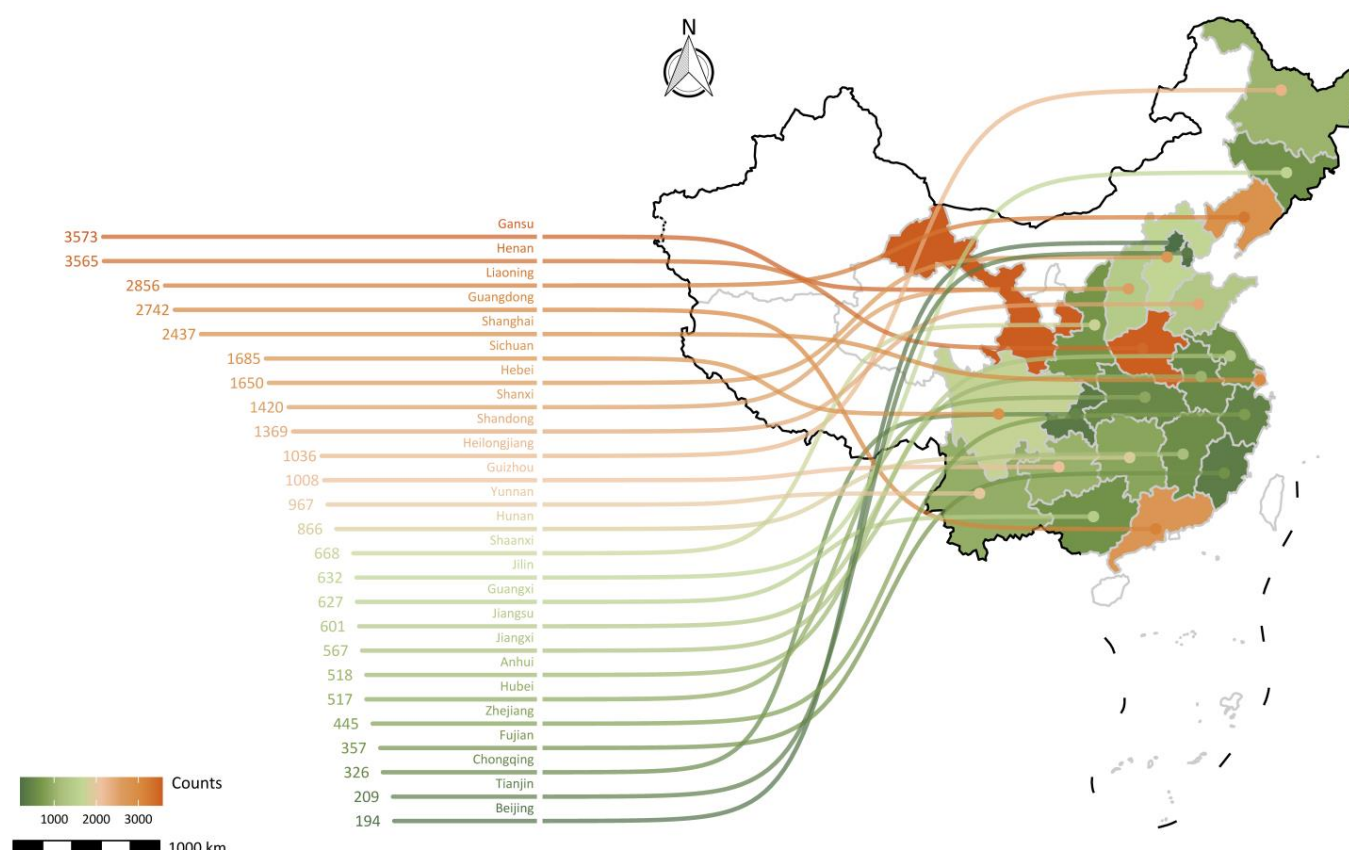 N
Gansu
3573
Henan
3565
Liaoning
2856
Guangdong
2742
Shanghai
2437
Sichuan
1685
Hebei
1650
Shanxi
1420
Shandong
1369
Heilongjiang
1036
Guizhou
1008
Yunnan
967
Hunan
866
Shaanxi
668
Jilin
632
Guangxi
627
Jiangsu
601
Jiangxi
567
Anhui
518
Hubei
517
Zhejiang
445
Fujian
357
Chongqing
326
Tianjin
209
Beijing
194
Counts
1000 2000 3000
1000 km